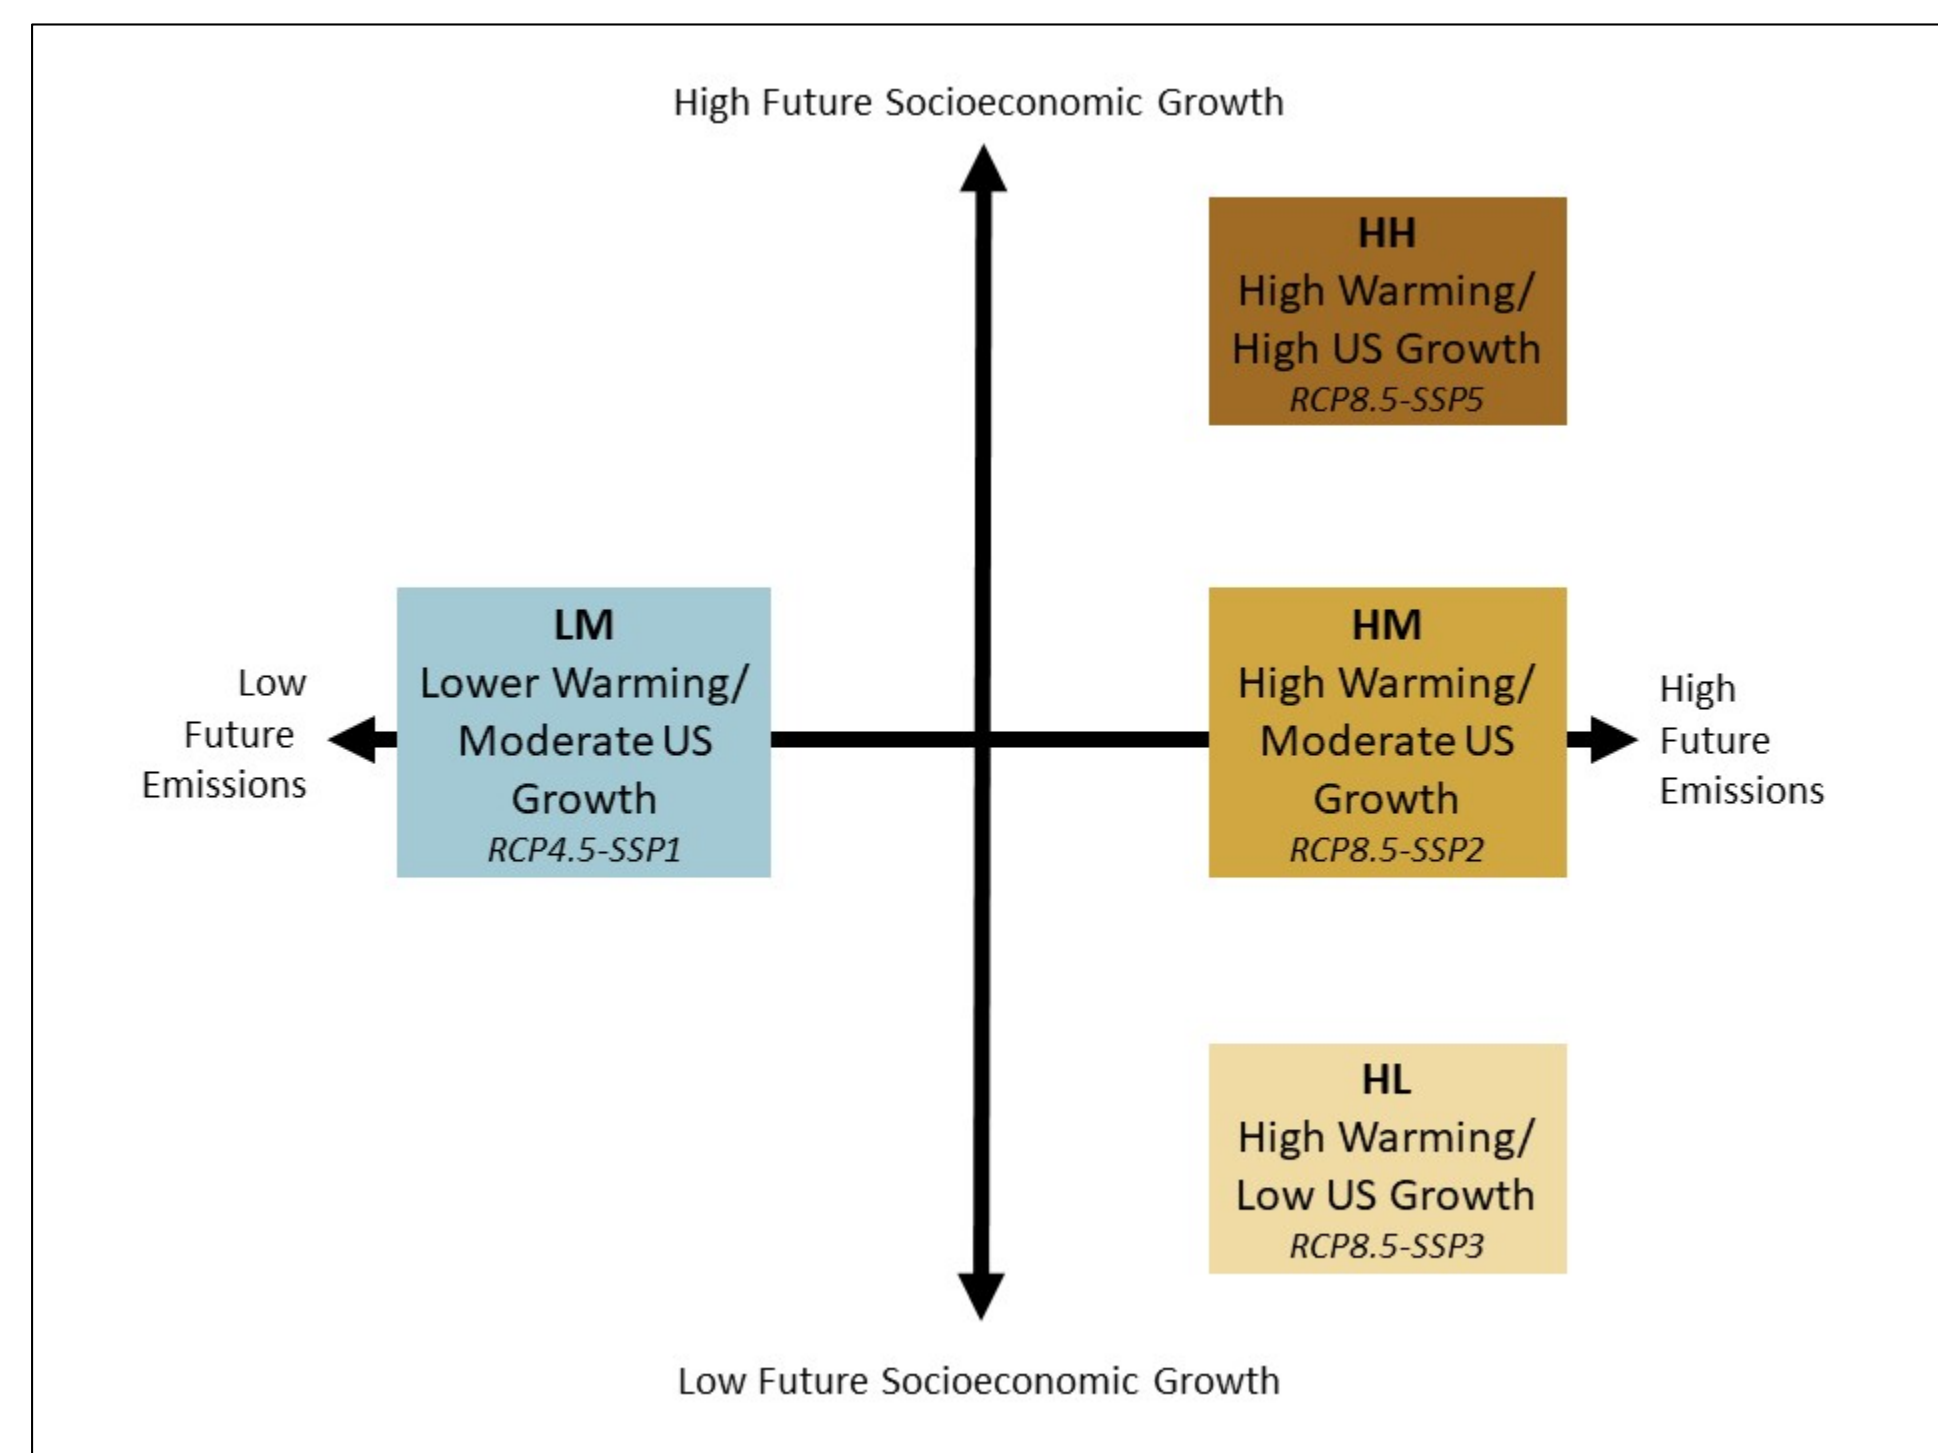 High Future Socioeconomic Growth
HH
High Warming/
High US Growth
RCP8.5-SSP5
Low
Future
Emissions
LM
Lower Warming/
Moderate US
Growth
RCP4.5-SSP1
HM
High Warming/
Moderate US
Growth
RCP8.5-SSP2
High
Future
Emissions
HL
High Warming/
Low US Growth
RCP8.5-SSP3
Low Future Socioeconomic Growth